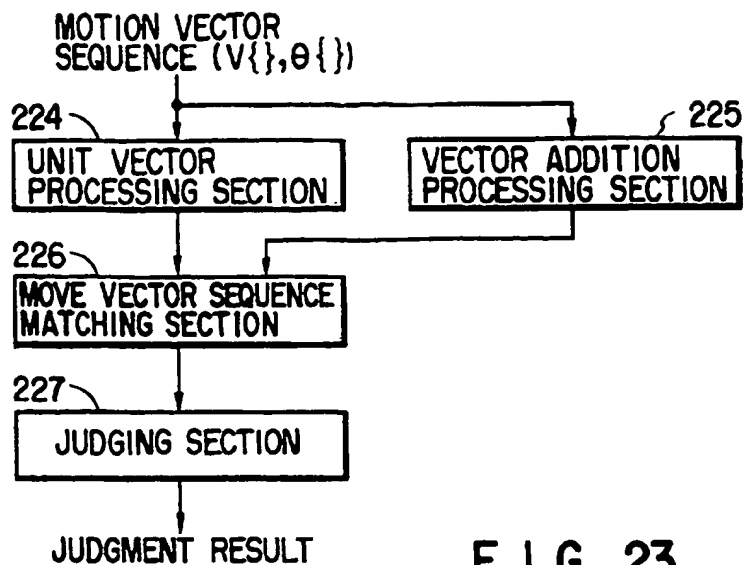 MOTION VECTOR
SEQUENCE (V{},θ{})
224
225
UNIT VECTOR
PROCESSING SECTION
VECTOR ADDITION
PROCESSING SECTION
226
MOVE VECTOR SEQUENCE
MATCHING SECTION
227
JUDGING SECTION
JUDGMENT RESULT
FIG. 23